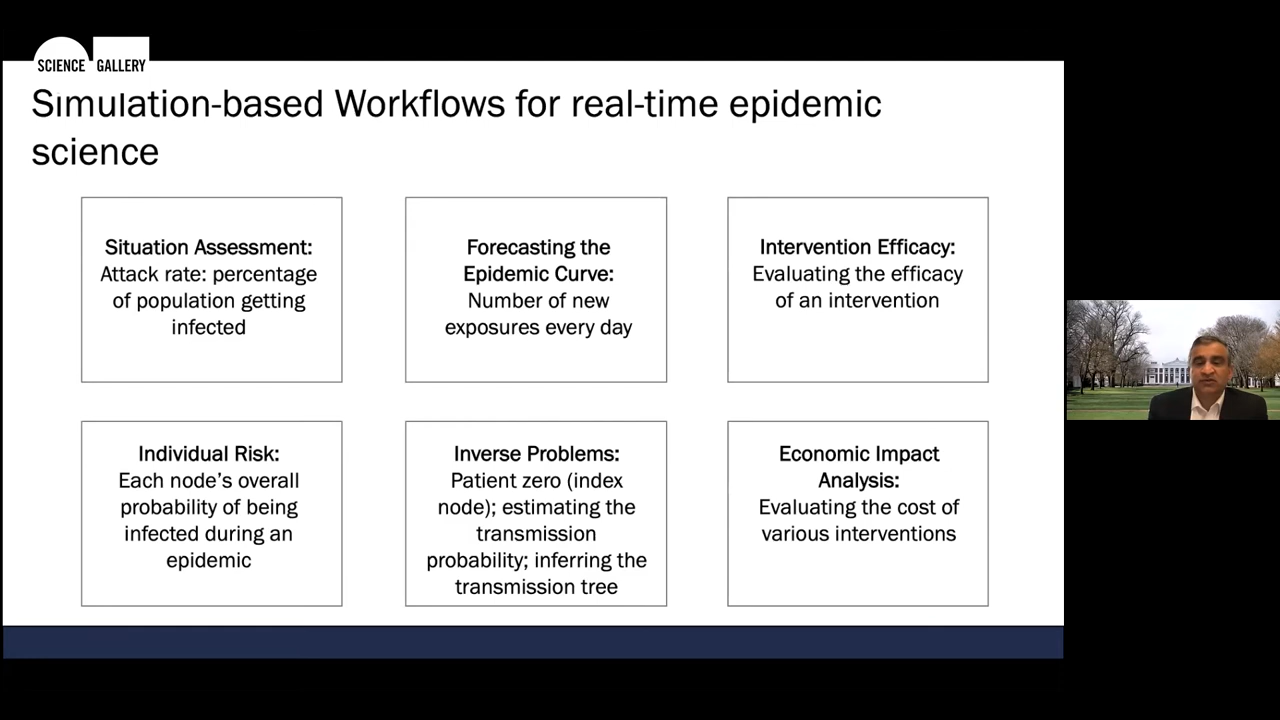 SCIENCE GALLERY
Simulation-based Workflows for real-time epidemic
science
Situation Assessment:
Attack rate: percentage
of population getting
infected
Forecasting the
Epidemic Curve:
Number of new
exposures every day
Intervention Efficacy:
Evaluating the efficacy
of an intervention
Individual Risk:
Each node's overall
probability of being
infected during an
epidemic
Inverse Problems:
Patient zero (index
node); estimating the
transmission
probability; inferring the
transmission tree
Economic Impact
Analysis:
Evaluating the cost of
various interventions